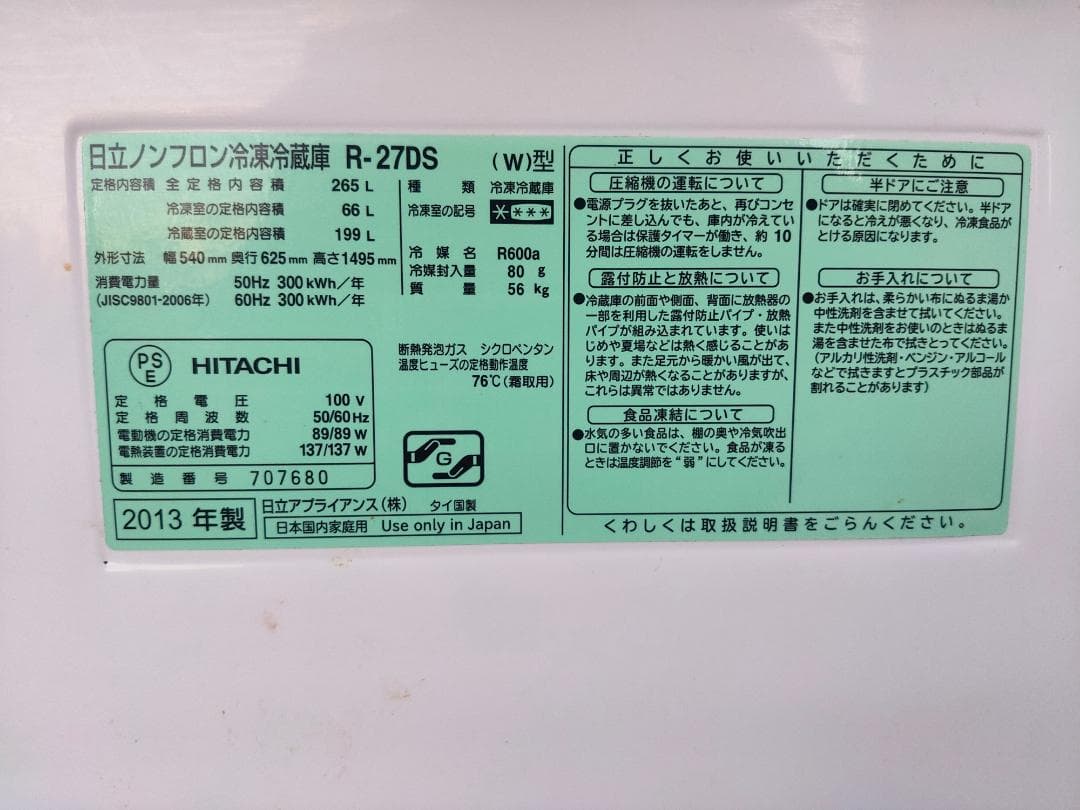 日立ノンフロン冷凍冷蔵庫 R-27DS (W)型
定格内容積 全定格内容積 265 L
冷凍室の定格内容積 66 L
冷蔵室の定格内容積 199 L
外形寸法 幅540mm 奥行625mm 高さ1495mm
消費電力量 50Hz 300kWh/年
(JISC9801-2006年) 60Hz 300kWh/年
種類 冷凍冷蔵庫
冷凍室の記号
冷媒名 R600a
冷媒封入量 80 g
質量 56 kg
PSE HITACHI
定格電圧 100 V
定格周波数 50/60Hz
電動機の定格消費電力 89/89 W
電熱装置の定格消費電力 137/137 W
製造番号 707680
断熱発泡ガス シクロペンタン
温度ヒューズの定格動作温度
76℃(霜取用)
G
2013年製
日立アプライアンス(株) タイ国製
日本国内家庭用 Use only in Japan
正しくお使いいただくために
圧縮機の運転について
●電源プラグを抜いたあと、再びコンセ
ントに差し込んでも、庫内が冷えてい
る場合は保護タイマーが働き、約10
分間は圧縮機の運転をしません。
露付防止と放熱について
●冷蔵庫の前面や側面、背面に放熱器の
一部を利用した露付防止パイプ・放熱
パイプが組み込まれています。使いは
じめや夏場などは熱く感じることがあ
ります。また足元から暖かい風が出て、
床や周辺が熱くなることがありますが、
これらは異常ではありません。
食品凍結について
●水気の多い食品は、棚の奥や冷気吹出
口に置かないでください。食品が凍る
ときは温度調節を“弱”にしてください。
半ドアにご注意
●ドアは確実に閉めてください。半ドア
になると冷えが悪くなり、冷凍食品が
とける原因になります。
お手入れについて
●お手入れは、柔らかい布にぬるま湯か
中性洗剤を含ませて拭いてください。
また中性洗剤をお使いのときはぬるま
湯を含ませた布で拭きとってください。
(アルカリ性洗剤・ベンジン・アルコール
などで拭きますとプラスチック部品が
割れることがあります)
くわしくは取扱説明書をごらんください。